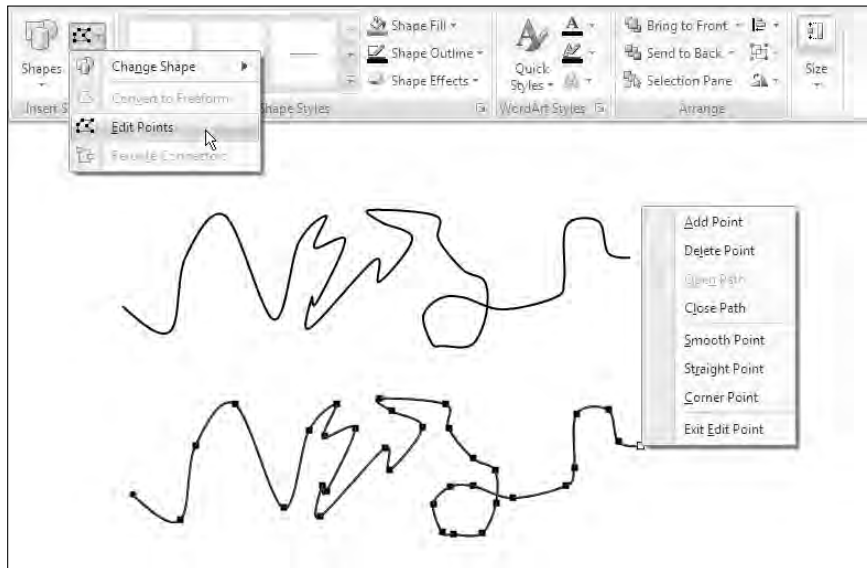 Shapes
Insert S
Change Shape
Convert to Freeform
Edit Points
Reroute Connectors
Shape Fill
Shape Outline
Shape Effects
Shape Styles
Quick
Styles
WordArt Styles
Bring to Front
Send to Back
Selection Pane
Arrange
Size
Add Point
Delete Point
Open Path
Close Path
Smooth Point
Straight Point
Corner Point
Exit Edit Point